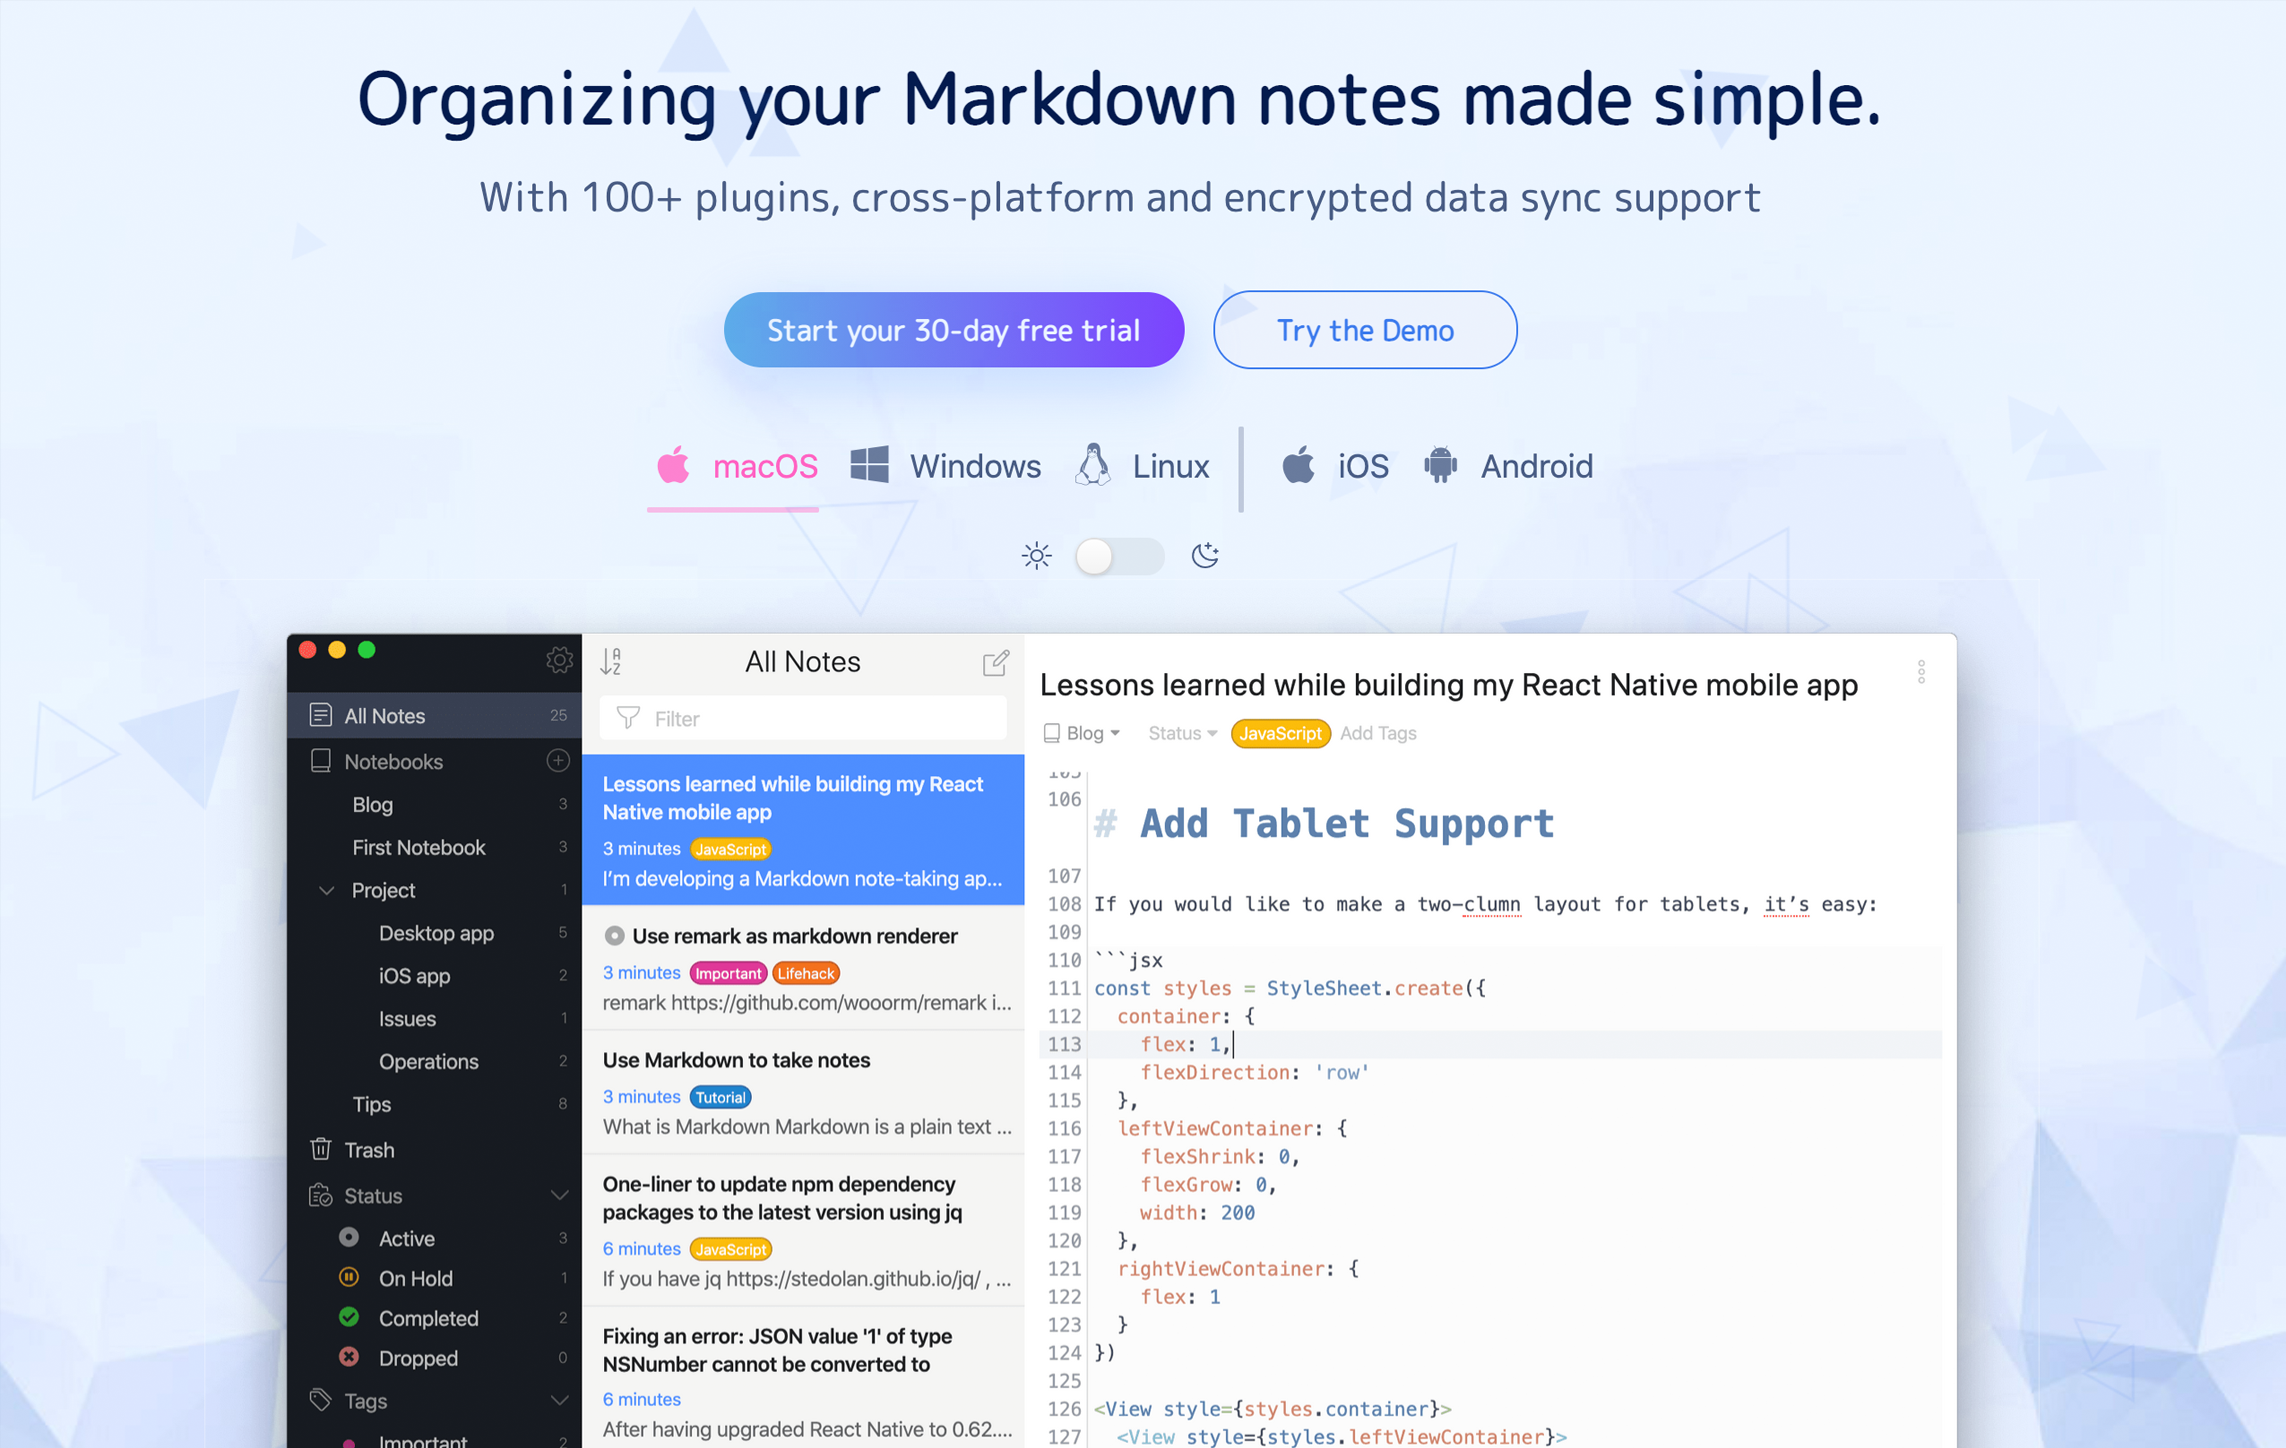 Organizing your Markdown notes made simple.
With 100+ plugins, cross-platform and encrypted data sync support
Start your 30-day free trial
Try the Demo
macOS
Windows
Linux
iOS
Android
All Notes 25
Notebooks
Blog 3
First Notebook 3
Project 1
Desktop app 5
iOS app 2
Issues 1
Operations 2
Tips 8
Trash
Status
Active 3
On Hold 1
Completed 2
Dropped 0
Tags
Important 2
All Notes
Filter
Lessons learned while building my React
Native mobile app
3 minutes JavaScript
I’m developing a Markdown note-taking ap...
Use remark as markdown renderer
3 minutes Important Lifehack
remark https://github.com/wooorm/remark i...
Use Markdown to take notes
3 minutes Tutorial
What is Markdown Markdown is a plain text ...
One-liner to update npm dependency
packages to the latest version using jq
6 minutes JavaScript
If you have jq https://stedolan.github.io/jq/ , ...
Fixing an error: JSON value '1' of type
NSNumber cannot be converted to
6 minutes
After having upgraded React Native to 0.62....
Lessons learned while building my React Native mobile app
Blog Status JavaScript Add Tags
105
106 # Add Tablet Support
107
108 If you would like to make a two-clumn layout for tablets, it’s easy:
109
110 ```jsx
111 const styles = StyleSheet.create({
112 container: {
113 flex: 1,
114 flexDirection: 'row'
115 },
116 leftViewContainer: {
117 flexShrink: 0,
118 flexGrow: 0,
119 width: 200
120 },
121 rightViewContainer: {
122 flex: 1
123 }
124 })
125
126 <View style={styles.container}>
127 <View style={styles.leftViewContainer}>